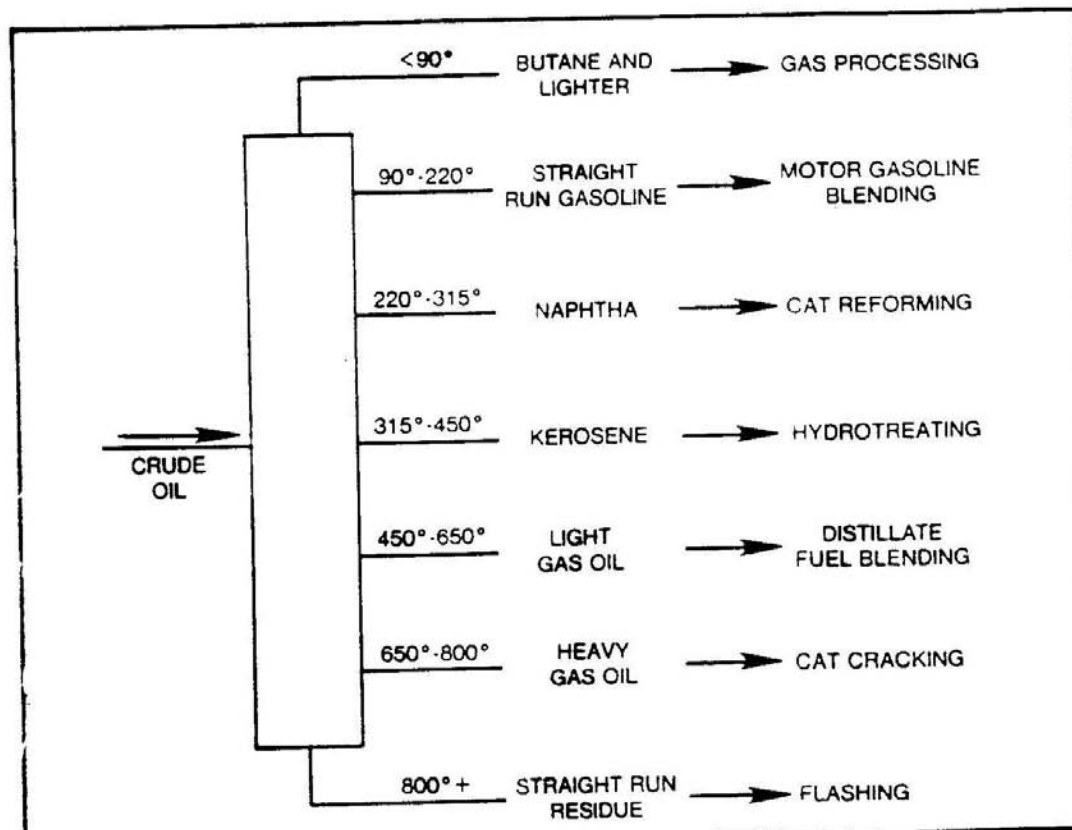 <90° BUTANE AND LIGHTER GAS PROCESSING
90°-220° STRAIGHT RUN GASOLINE MOTOR GASOLINE BLENDING
220°-315° NAPHTHA CAT REFORMING
315°-450° KEROSENE HYDROTREATING
CRUDE OIL
450°-650° LIGHT GAS OIL DISTILLATE FUEL BLENDING
650°-800° HEAVY GAS OIL CAT CRACKING
800°+ STRAIGHT RUN RESIDUE FLASHING